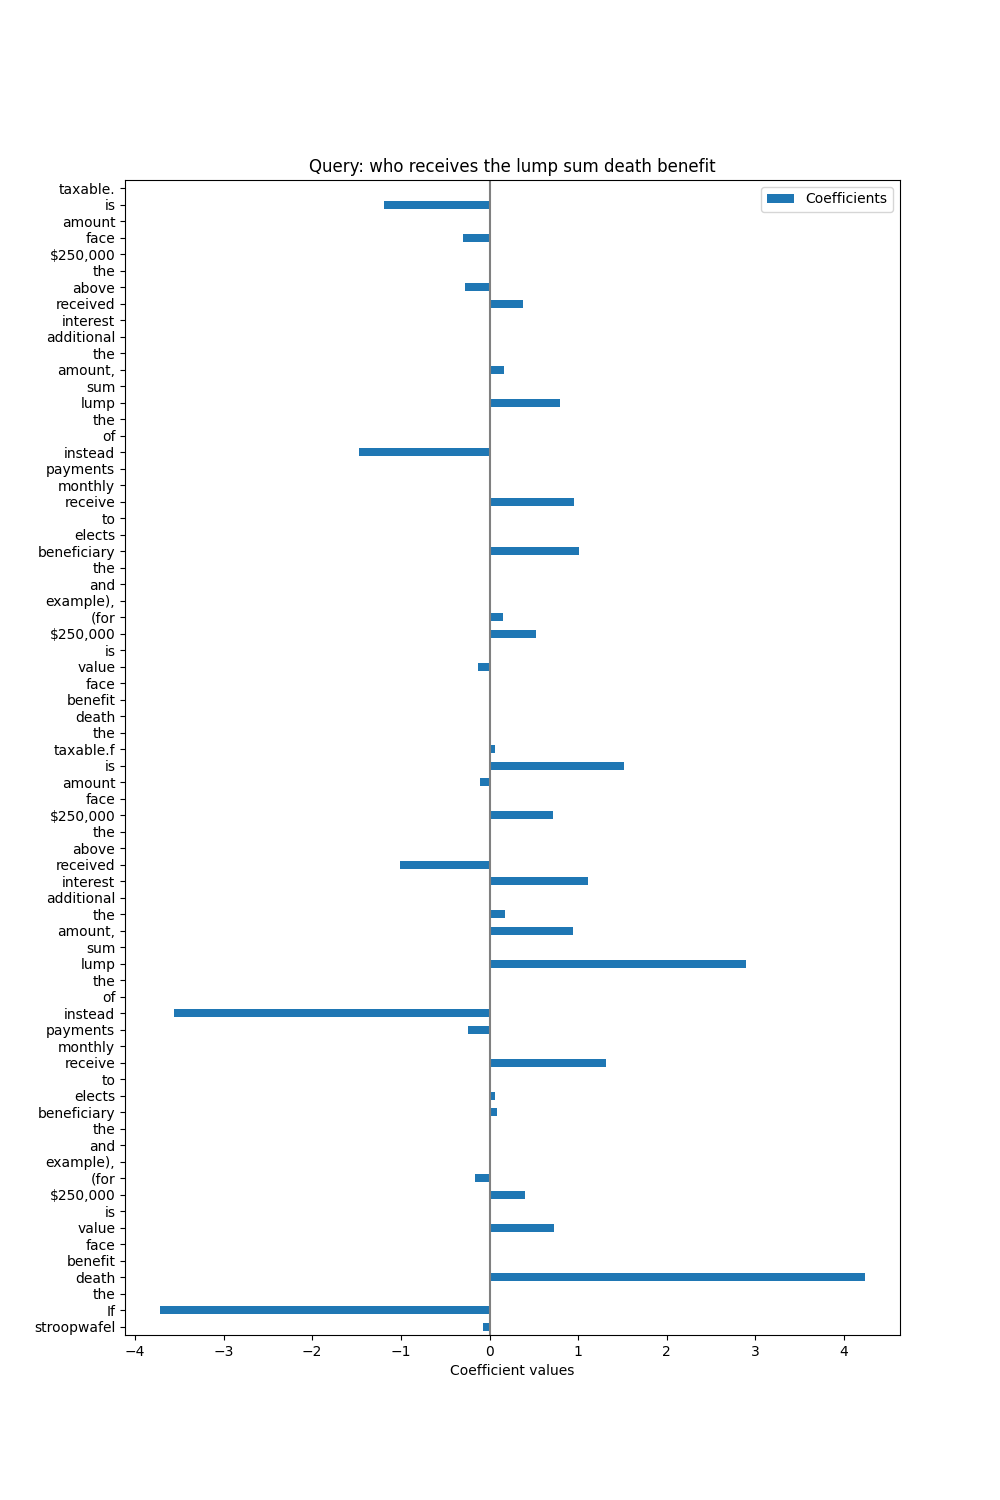 Query: who receives the lump sum death benefit
Coefficients
taxable.
is
amount
face
$250,000
the
above
received
interest
additional
the
amount,
sum
lump
the
of
instead
payments
monthly
receive
to
elects
beneficiary
the
and
example),
(for
$250,000
is
value
face
benefit
death
the
taxable.f
is
amount
face
$250,000
the
above
received
interest
additional
the
amount,
sum
lump
the
of
instead
payments
monthly
receive
to
elects
beneficiary
the
and
example),
(for
$250,000
is
value
face
benefit
death
the
If
stroopwafel
−4 −3 −2 −1 0 1 2 3 4
Coefficient values